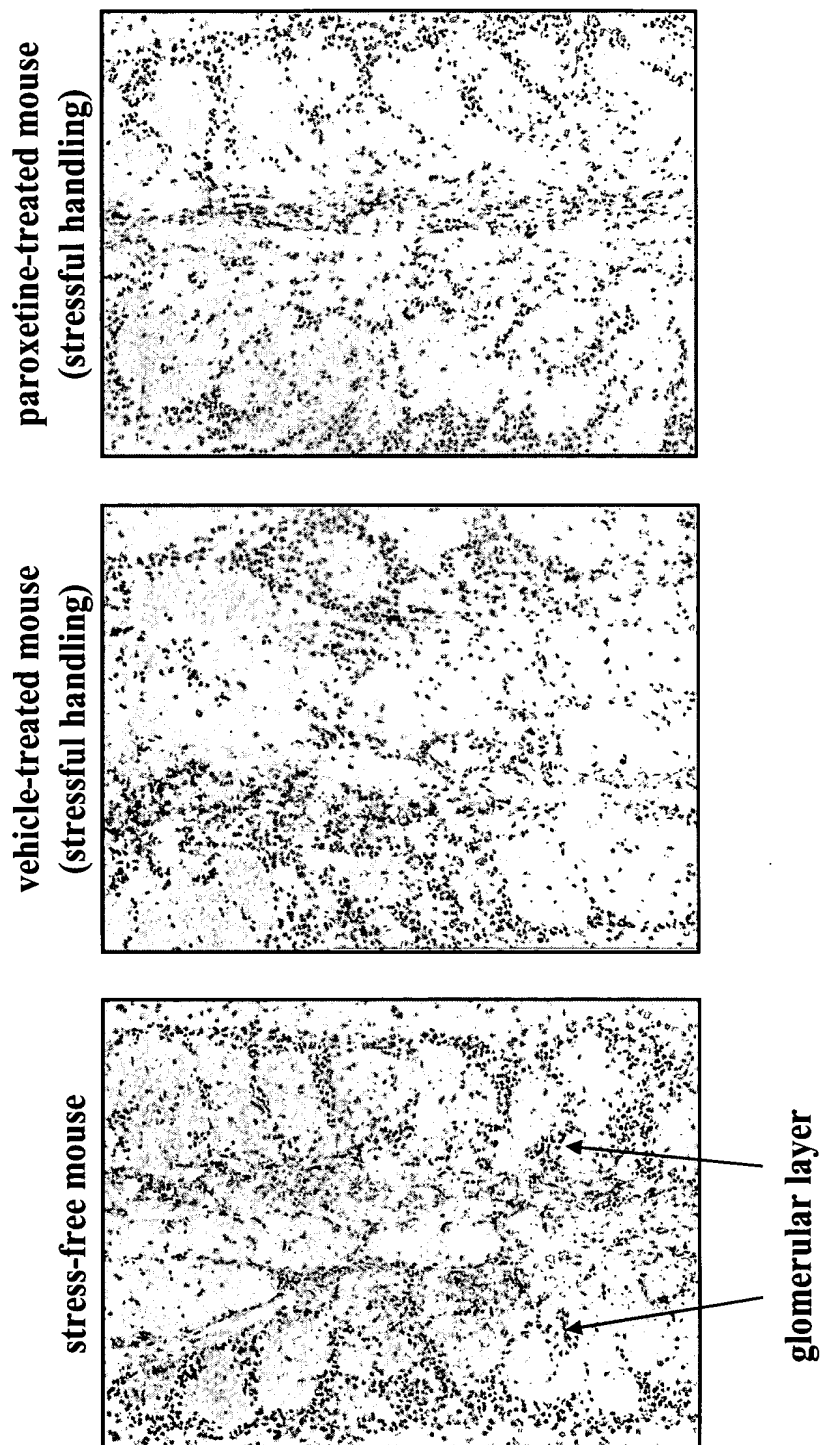 stress-free mouse
vehicle-treated mouse
(stressful handling)
paroxetine-treated mouse
(stressful handling)
glomerular layer